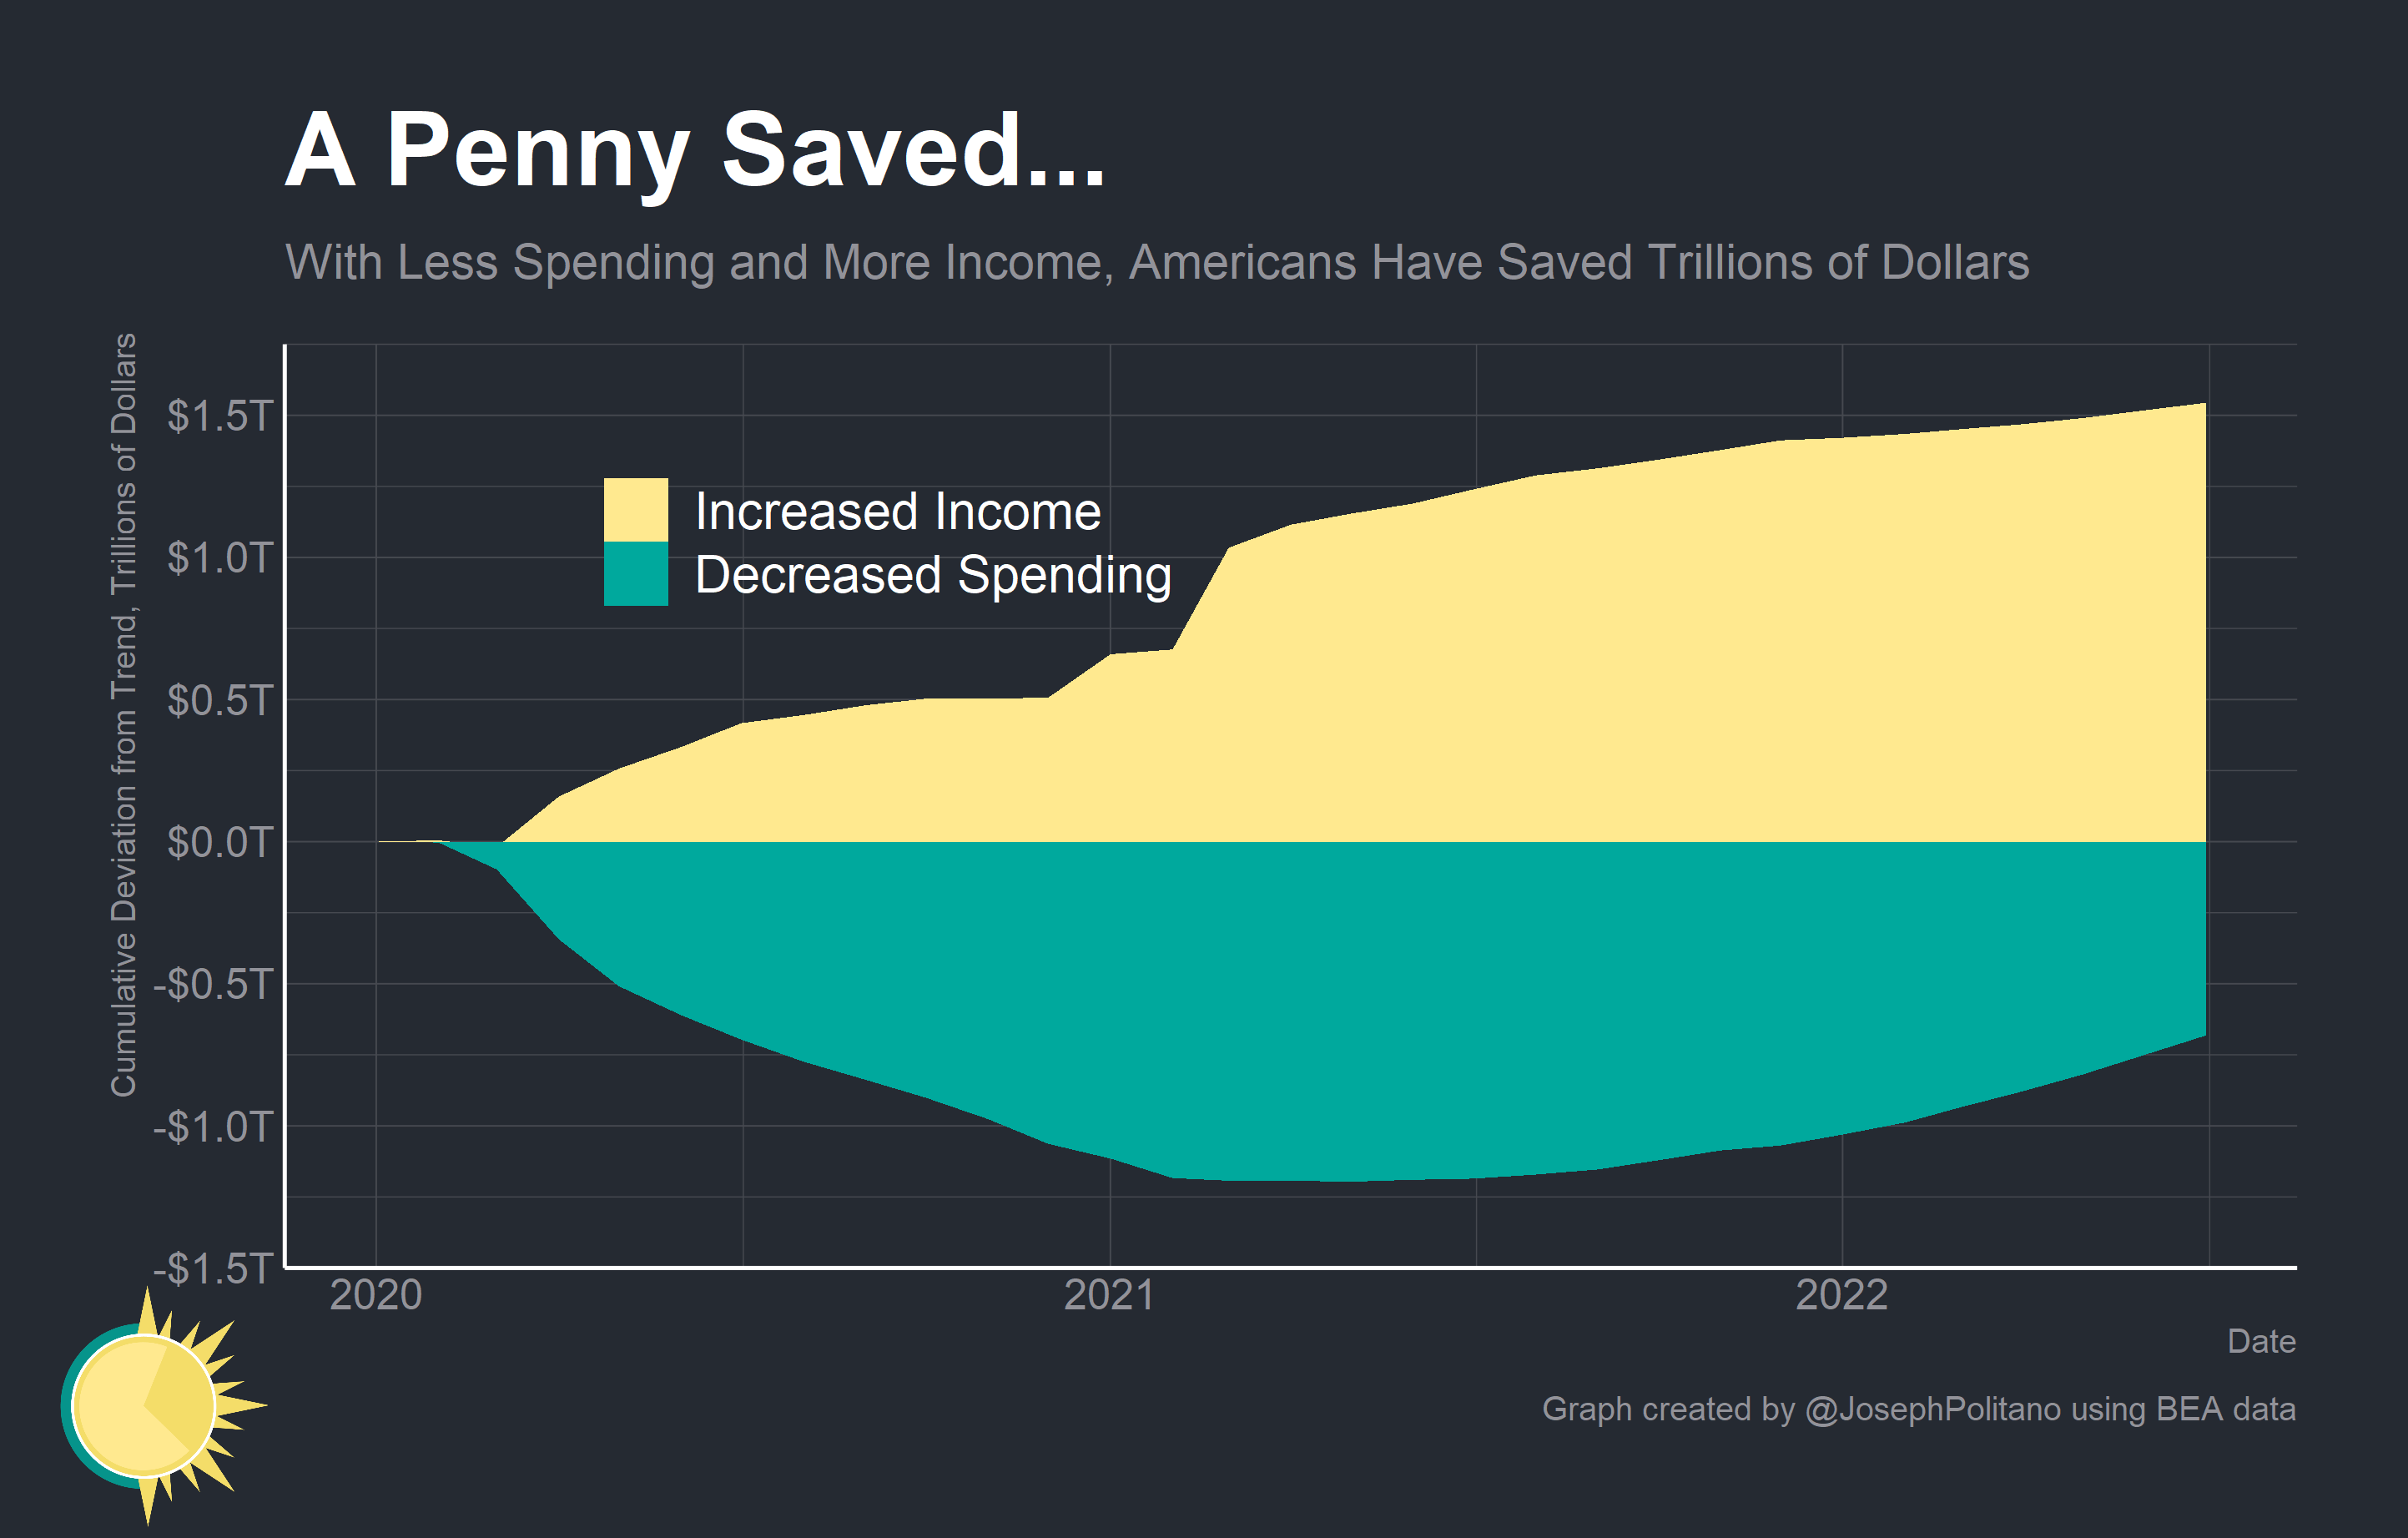 A Penny Saved...
With Less Spending and More Income, Americans Have Saved Trillions of Dollars
Cumulative Deviation from Trend, Trillions of Dollars
$1.5T
$1.0T
$0.5T
$0.0T
-$0.5T
-$1.0T
-$1.5T
Increased Income
Decreased Spending
2020
2021
2022
Date
Graph created by @JosephPolitano using BEA data